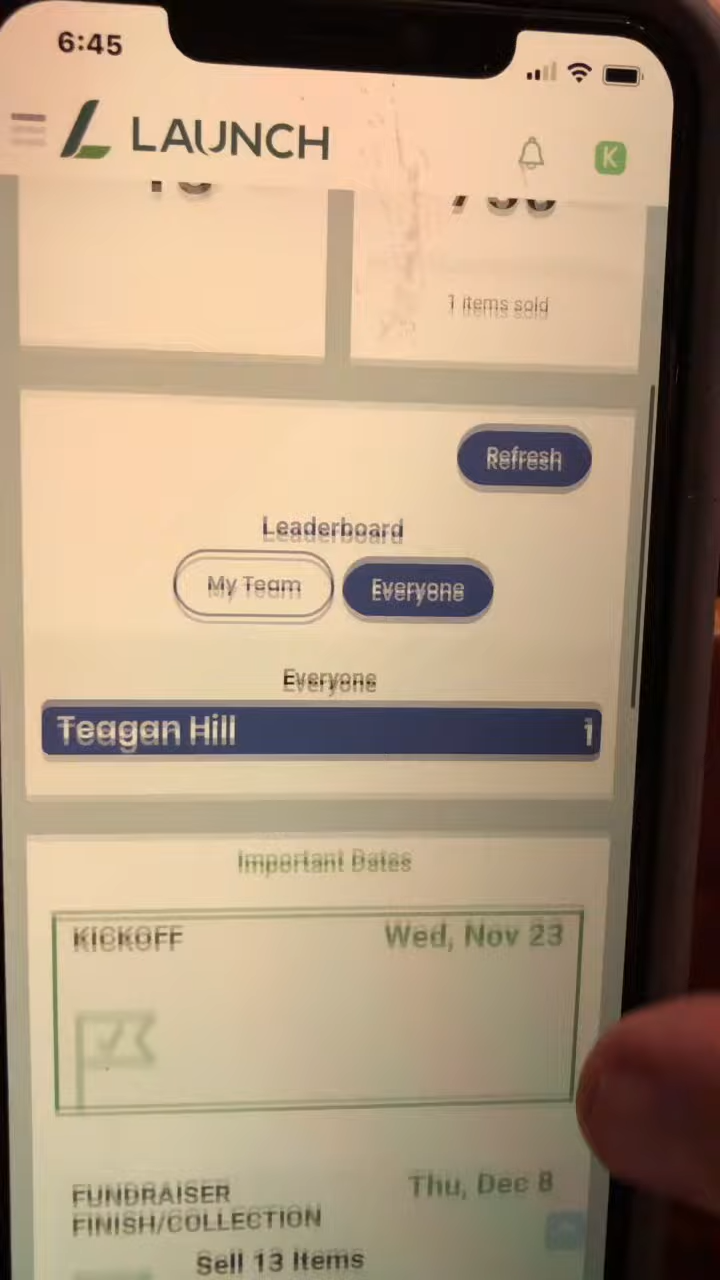 6:45
LAUNCH
K
1 items sold
Refresh
Leaderboard
My Team
Everyone
Everyone
Teagan Hill 1
Important Dates
KICKOFF
Wed, Nov 23
FUNDRAISER
FINISH/COLLECTION
Thu, Dec 8
Sell 13 Items